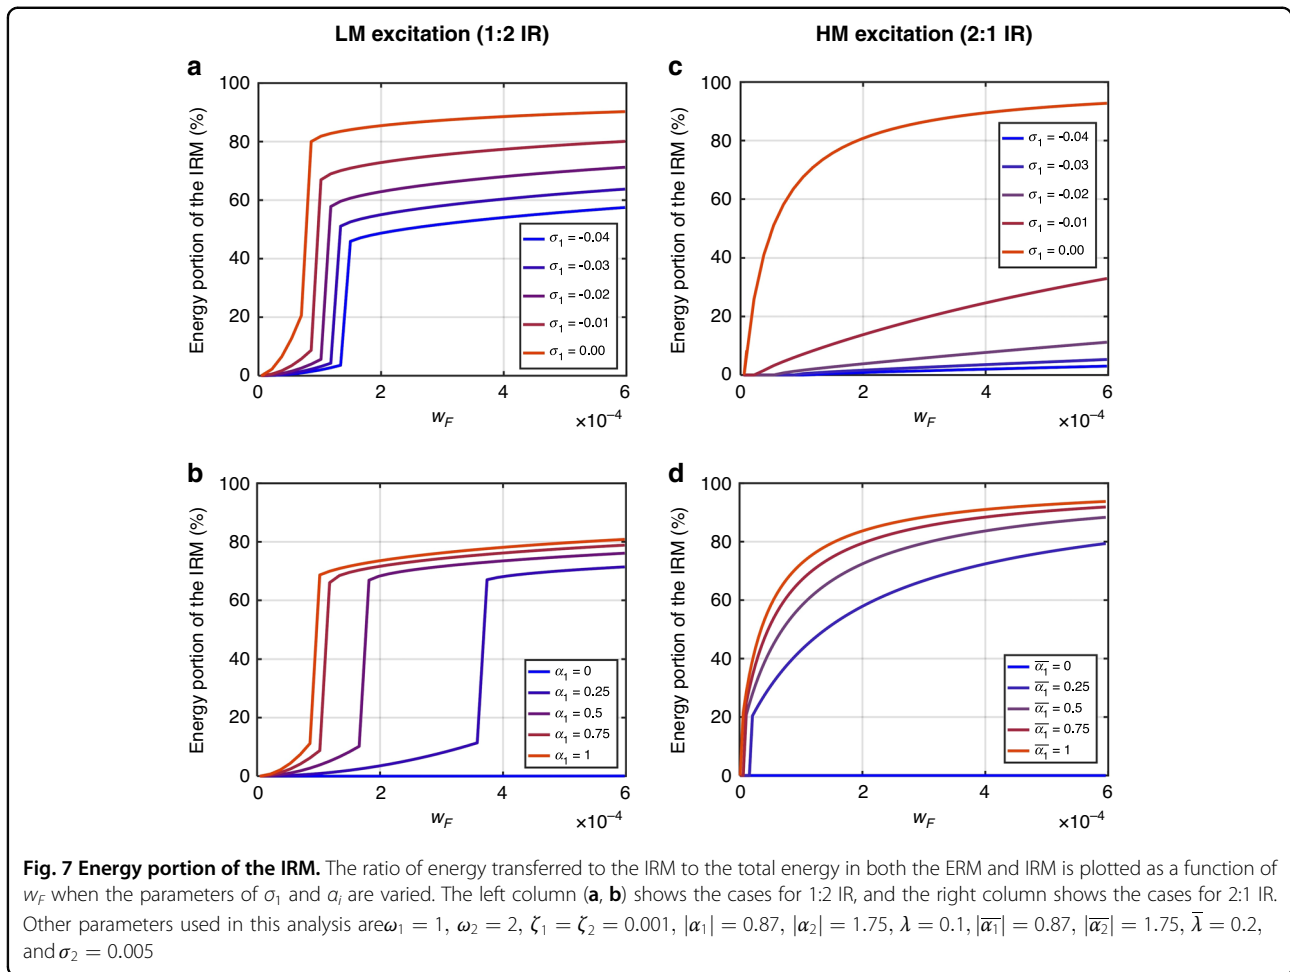 LM excitation (1:2 IR)
HM excitation (2:1 IR)
a
Energy portion of the IRM (%)
100
80
60
40
20
0
0
2
4
6
w_F
×10⁻⁴
σ₁ = -0.04
σ₁ = -0.03
σ₁ = -0.02
σ₁ = -0.01
σ₁ = 0.00
c
Energy portion of the IRM (%)
100
80
60
40
20
0
0
2
4
6
w_F
×10⁻⁴
σ₁ = -0.04
σ₁ = -0.03
σ₁ = -0.02
σ₁ = -0.01
σ₁ = 0.00
b
Energy portion of the IRM (%)
100
80
60
40
20
0
0
2
4
6
w_F
×10⁻⁴
α₁ = 0
α₁ = 0.25
α₁ = 0.5
α₁ = 0.75
α₁ = 1
d
Energy portion of the IRM (%)
100
80
60
40
20
0
0
2
4
6
w_F
×10⁻⁴
α̅₁ = 0
α̅₁ = 0.25
α̅₁ = 0.5
α̅₁ = 0.75
α̅₁ = 1
Fig. 7 Energy portion of the IRM. The ratio of energy transferred to the IRM to the total energy in both the ERM and IRM is plotted as a function of
w_F when the parameters of σ₁ and α_i are varied. The left column (a, b) shows the cases for 1:2 IR, and the right column shows the cases for 2:1 IR.
Other parameters used in this analysis areω₁ = 1, ω₂ = 2, ζ₁ = ζ₂ = 0.001, |α₁| = 0.87, |α₂| = 1.75, λ = 0.1, |α̅₁| = 0.87, |α̅₂| = 1.75, λ̅ = 0.2,
and σ₂ = 0.005